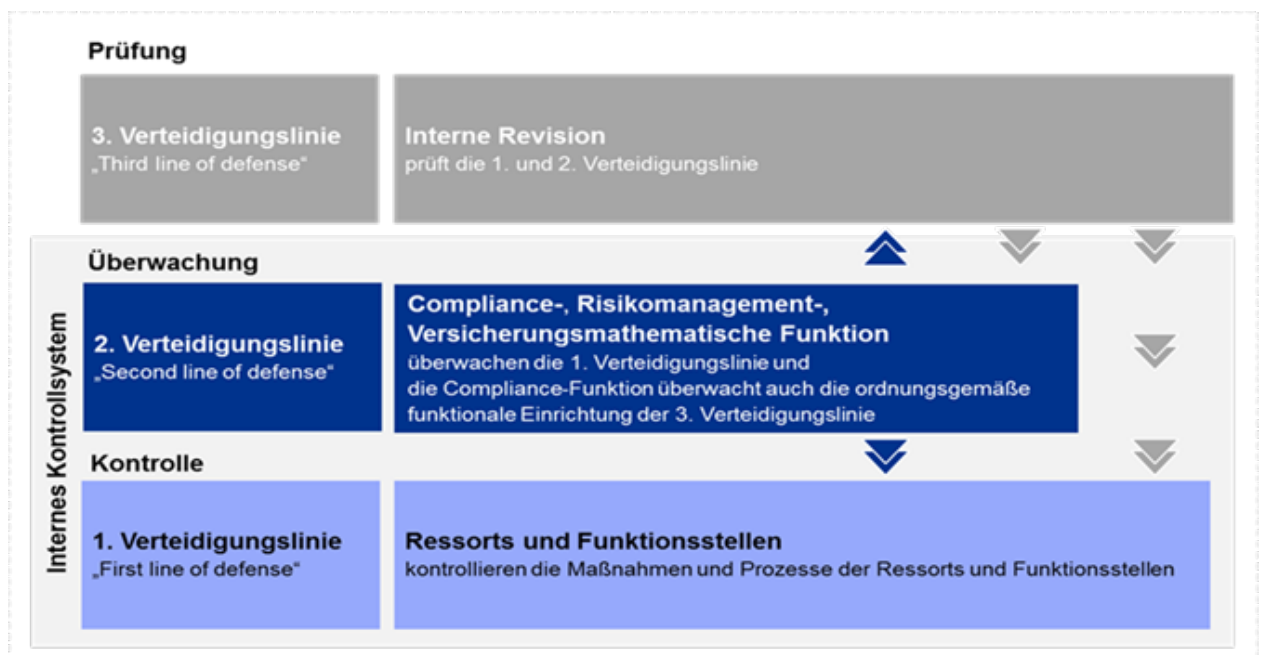 Prüfung
3. Verteidigungslinie
„Third line of defense“
Interne Revision
prüft die 1. und 2. Verteidigungslinie
Internes Kontrollsystem
Überwachung
2. Verteidigungslinie
„Second line of defense“
Compliance-, Risikomanagement-,
Versicherungsmathematische Funktion
überwachen die 1. Verteidigungslinie und
die Compliance-Funktion überwacht auch die ordnungsgemäße
funktionale Einrichtung der 3. Verteidigungslinie
Kontrolle
1. Verteidigungslinie
„First line of defense“
Ressorts und Funktionsstellen
kontrollieren die Maßnahmen und Prozesse der Ressorts und Funktionsstellen